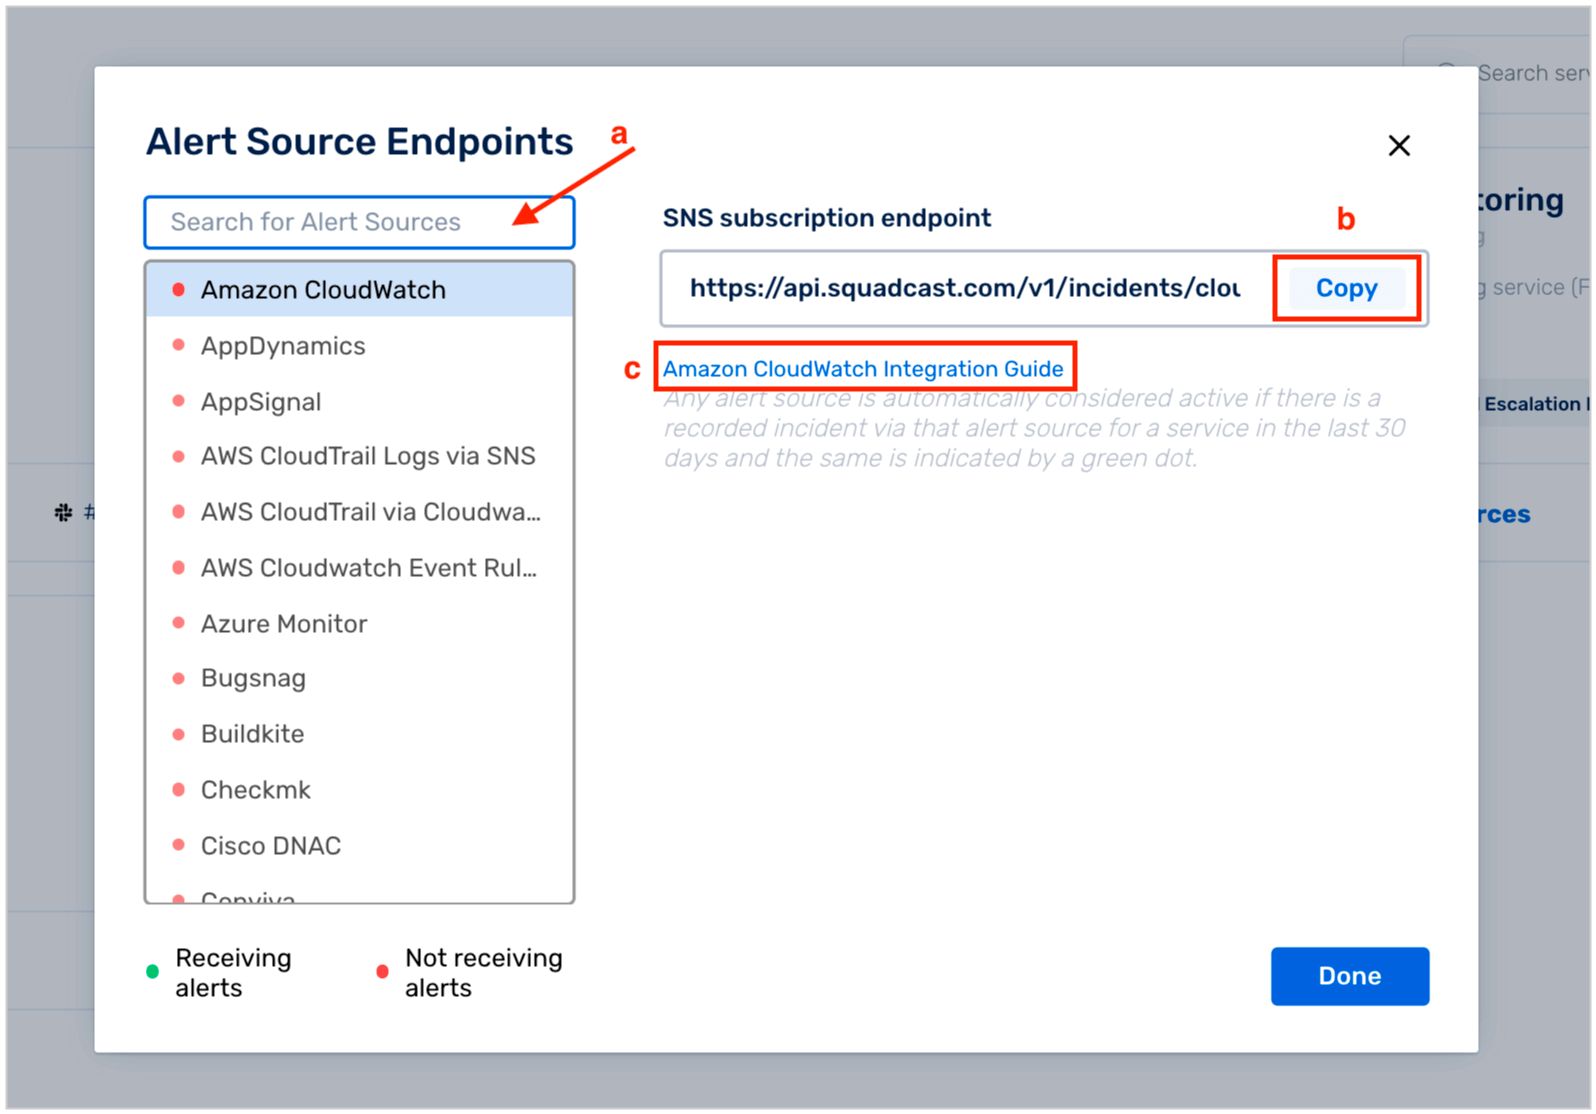 Search ser
Alert Source Endpoints
a
Search for Alert Sources
SNS subscription endpoint
b
toring
https://api.squadcast.com/v1/incidents/clou
Copy
g service (F
Amazon CloudWatch
c
Amazon CloudWatch Integration Guide
Any alert source is automatically considered active if there is a
recorded incident via that alert source for a service in the last 30
days and the same is indicated by a green dot.
Escalation
AppDynamics
AppSignal
AWS CloudTrail Logs via SNS
AWS CloudTrail via Cloudwa...
#
rces
AWS Cloudwatch Event Rul...
Azure Monitor
Bugsnag
Buildkite
Checkmk
Cisco DNAC
Conviva
Receiving
alerts
Not receiving
alerts
Done